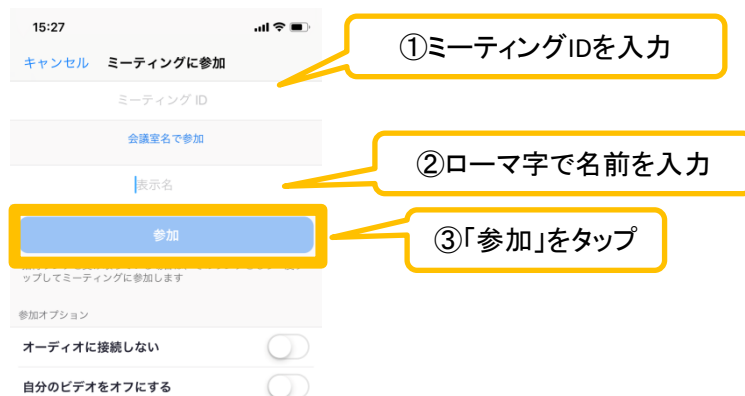 15:27
キャンセル ミーティングに参加
①ミーティングIDを入力
ミーティング ID
会議室名で参加
②ローマ字で名前を入力
表示名
参加
③「参加」をタップ
ップしてミーティングに参加します
参加オプション
オーディオに接続しない
自分のビデオをオフにする